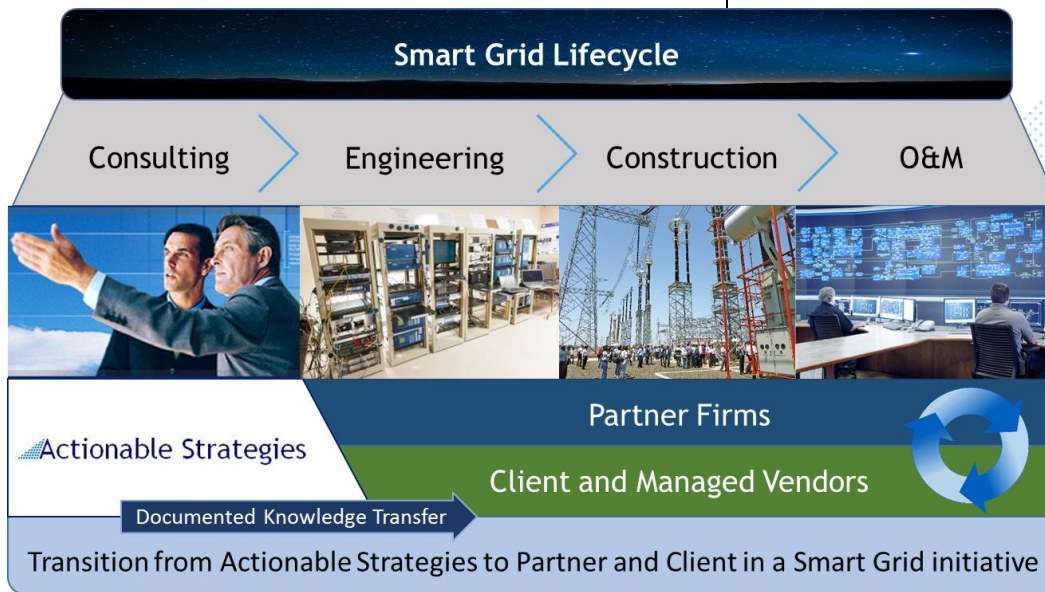 Smart Grid Lifecycle
Consulting
Engineering
Construction
O&M
Actionable Strategies
Partner Firms
Client and Managed Vendors
Documented Knowledge Transfer
Transition from Actionable Strategies to Partner and Client in a Smart Grid initiative